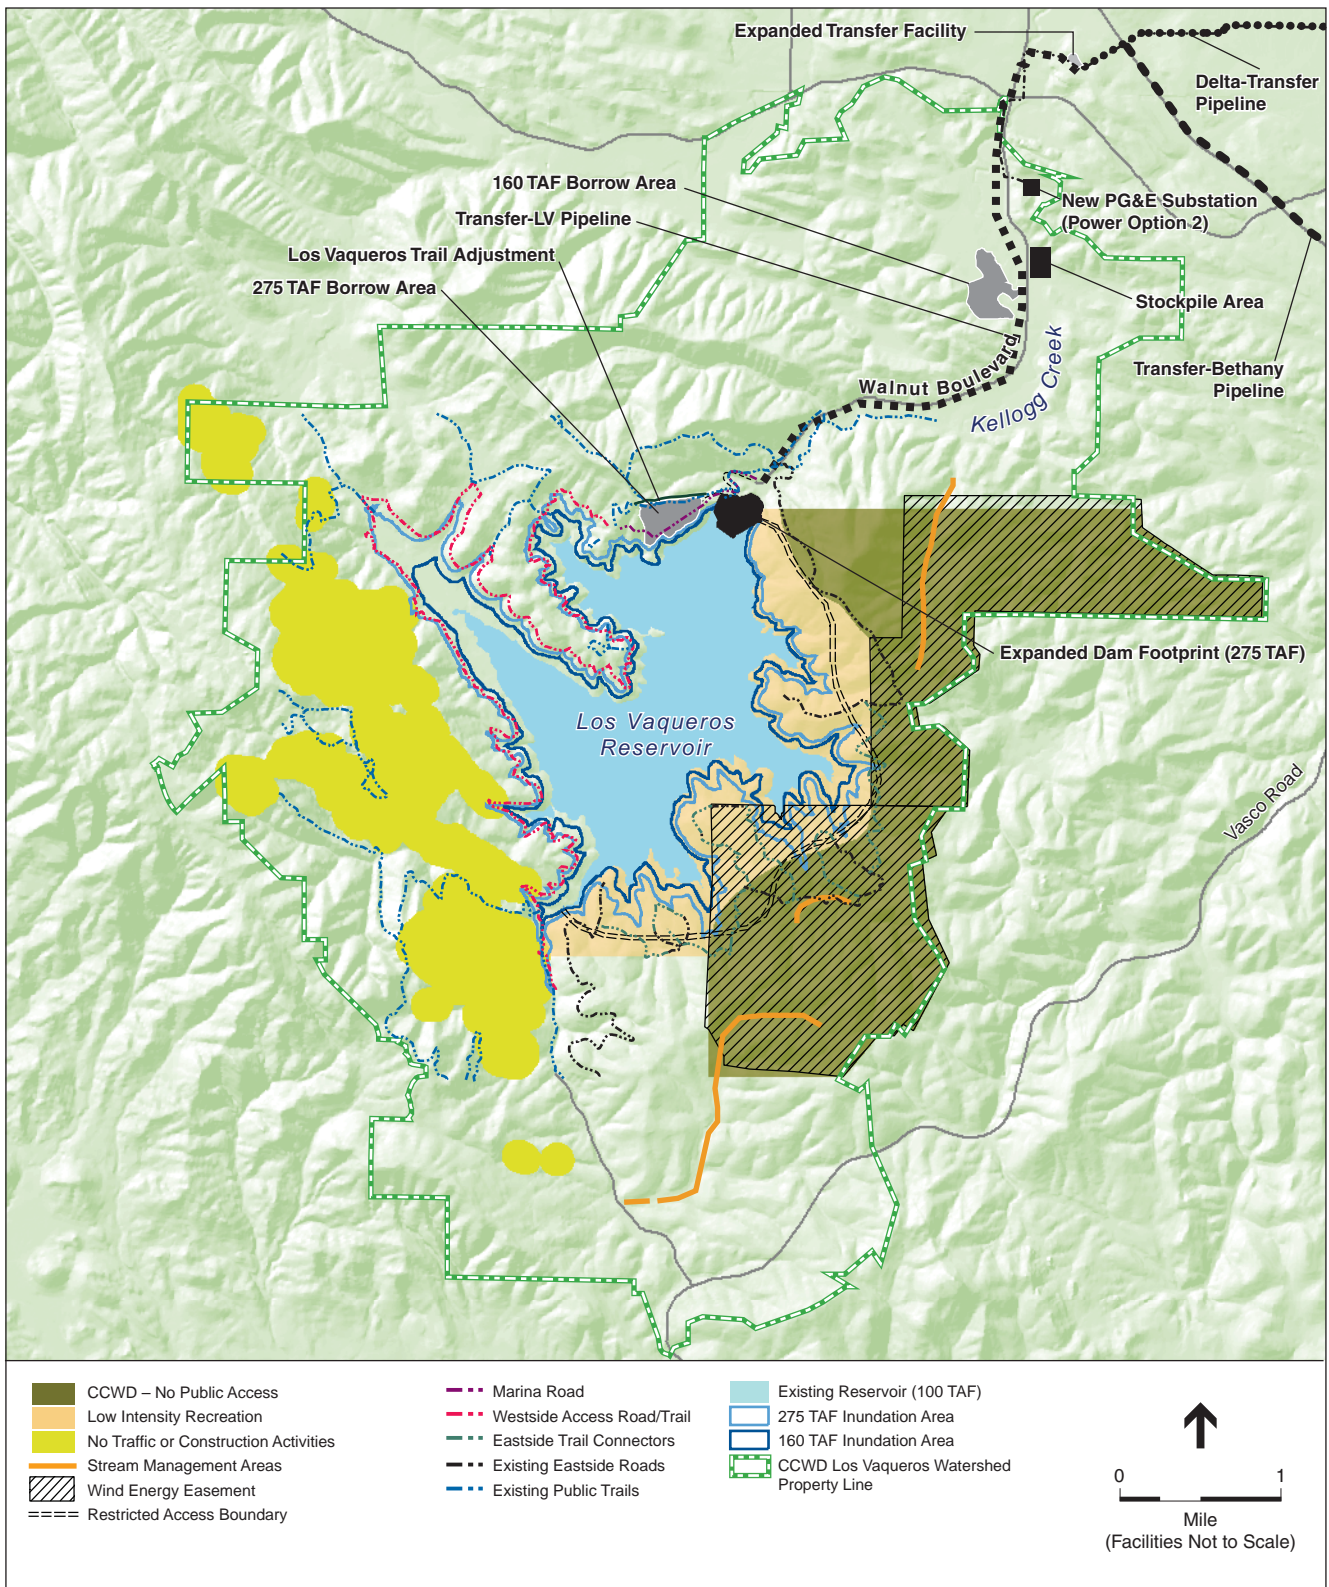 Expanded Transfer Facility
Delta-Transfer
Pipeline
160 TAF Borrow Area
New PG&E Substation
(Power Option 2)
Transfer-LV Pipeline
Los Vaqueros Trail Adjustment
275 TAF Borrow Area
Stockpile Area
Transfer-Bethany
Pipeline
Walnut Boulevard
Kellogg Creek
Expanded Dam Footprint (275 TAF)
Los Vaqueros
Reservoir
Vasco Road
CCWD – No Public Access
Low Intensity Recreation
No Traffic or Construction Activities
Stream Management Areas
Wind Energy Easement
Restricted Access Boundary
Marina Road
Westside Access Road/Trail
Eastside Trail Connectors
Existing Eastside Roads
Existing Public Trails
Existing Reservoir (100 TAF)
275 TAF Inundation Area
160 TAF Inundation Area
CCWD Los Vaqueros Watershed
Property Line
0 1
Mile
(Facilities Not to Scale)